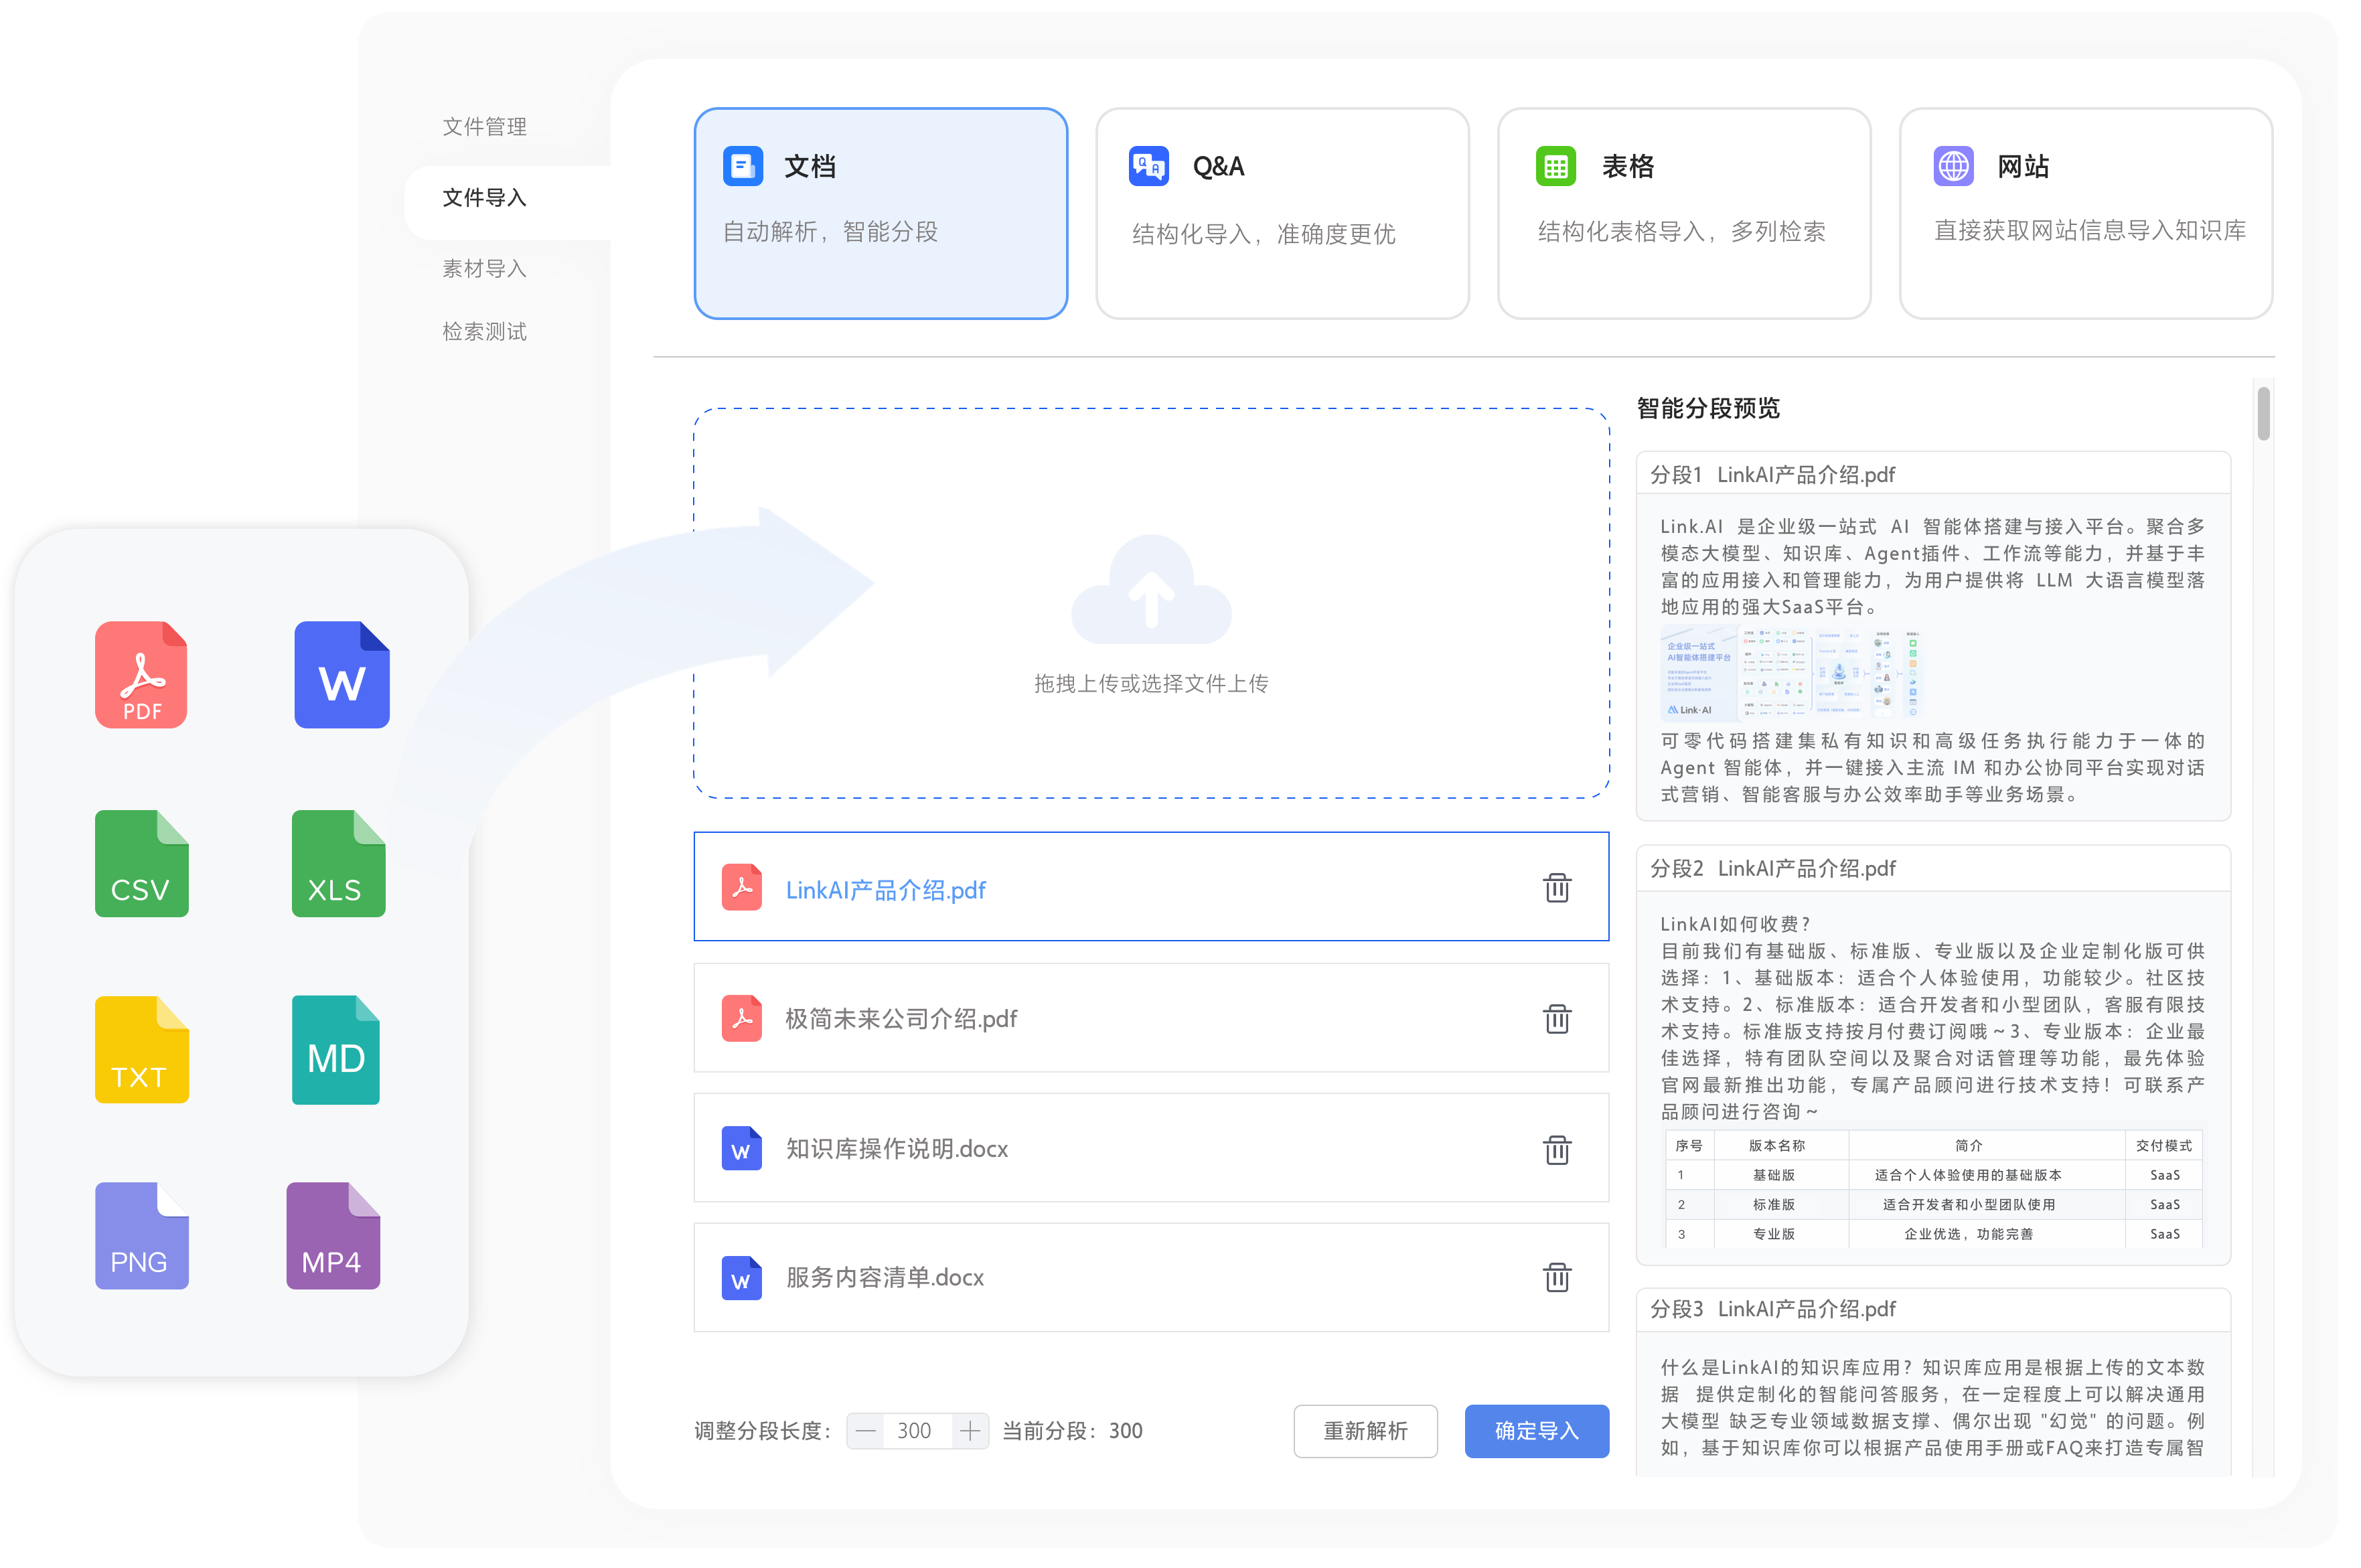 文件管理
文件导入
素材导入
检索测试
文档
自动解析，智能分段
Q&A
结构化导入，准确度更优
表格
结构化表格导入，多列检索
网站
直接获取网站信息导入知识库
PDF
W
CSV
XLS
TXT
MD
PNG
MP4
拖拽上传或选择文件上传
LinkAI产品介绍.pdf
极简未来公司介绍.pdf
知识库操作说明.docx
服务内容清单.docx
调整分段长度：
300
当前分段：300
重新解析
确定导入
智能分段预览
分段1 LinkAI产品介绍.pdf
Link.AI 是企业级一站式 AI 智能体搭建与接入平台。聚合多
模态大模型、知识库、Agent插件、工作流等能力，并基于丰
富的应用接入和管理能力，为用户提供将 LLM 大语言模型落
地应用的强大SaaS平台。
企业级一站式
AI智能体搭建平台
Link·AI
可零代码搭建集私有知识和高级任务执行能力于一体的
Agent 智能体，并一键接入主流 IM 和办公协同平台实现对话
式营销、智能客服与办公效率助手等业务场景。
分段2 LinkAI产品介绍.pdf
LinkAI如何收费？
目前我们有基础版、标准版、专业版以及企业定制化版可供
选择：1、基础版本：适合个人体验使用，功能较少。社区技
术支持。2、标准版本：适合开发者和小型团队，客服有限技
术支持。标准版支持按月付费订阅哦～3、专业版本：企业最
佳选择，特有团队空间以及聚合对话管理等功能，最先体验
官网最新推出功能，专属产品顾问进行技术支持！可联系产
品顾问进行咨询～
序号 版本名称 简介 交付模式
1 基础版 适合个人体验使用的基础版本 SaaS
2 标准版 适合开发者和小型团队使用 SaaS
3 专业版 企业优选，功能完善 SaaS
分段3 LinkAI产品介绍.pdf
什么是LinkAI的知识库应用？知识库应用是根据上传的文本数
据 提供定制化的智能问答服务，在一定程度上可以解决通用
大模型 缺乏专业领域数据支撑、偶尔出现 "幻觉" 的问题。例
如，基于知识库你可以根据产品使用手册或FAQ来打造专属智